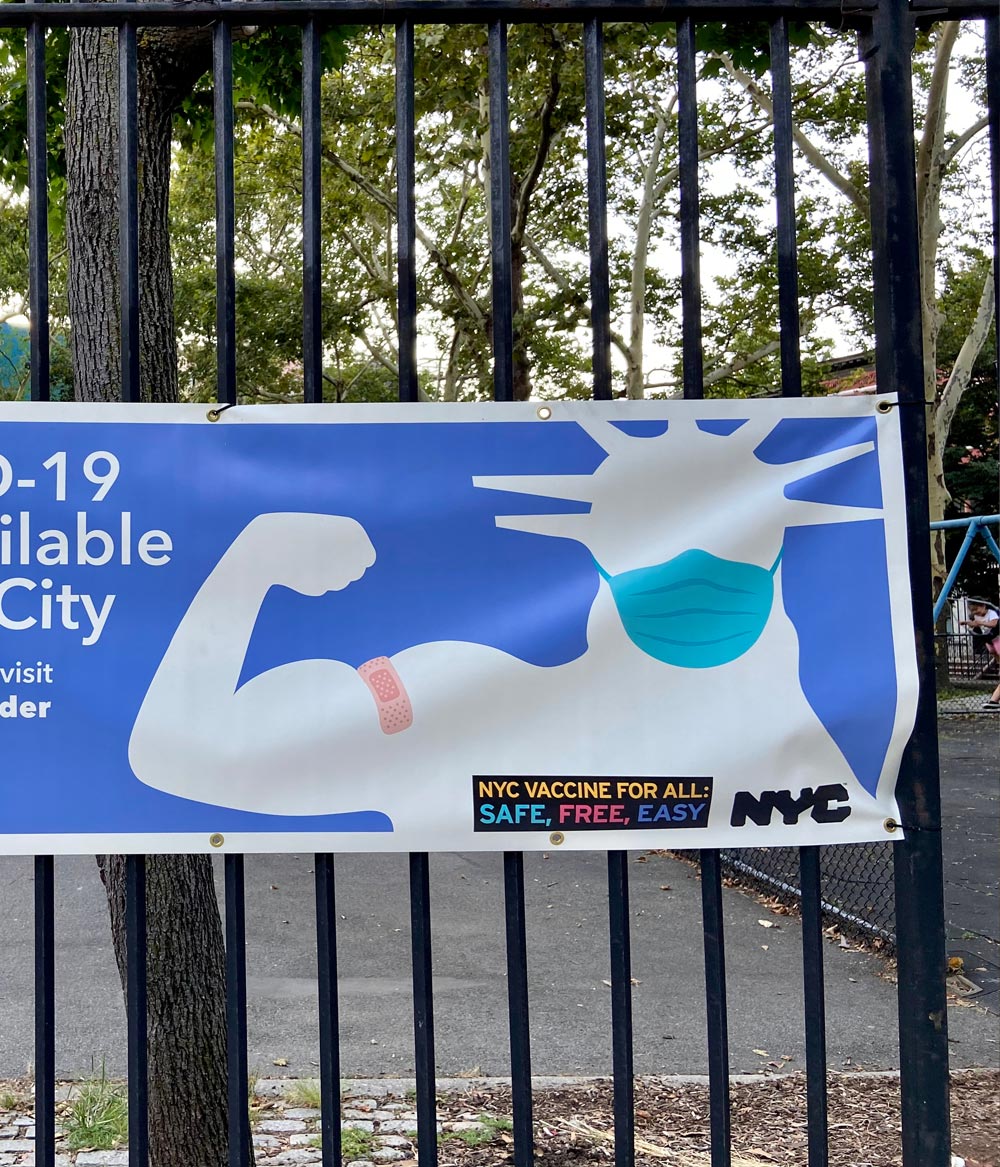 D-19
ilable
City
visit
der
NYC VACCINE FOR ALL:
SAFE, FREE, EASY
NYC